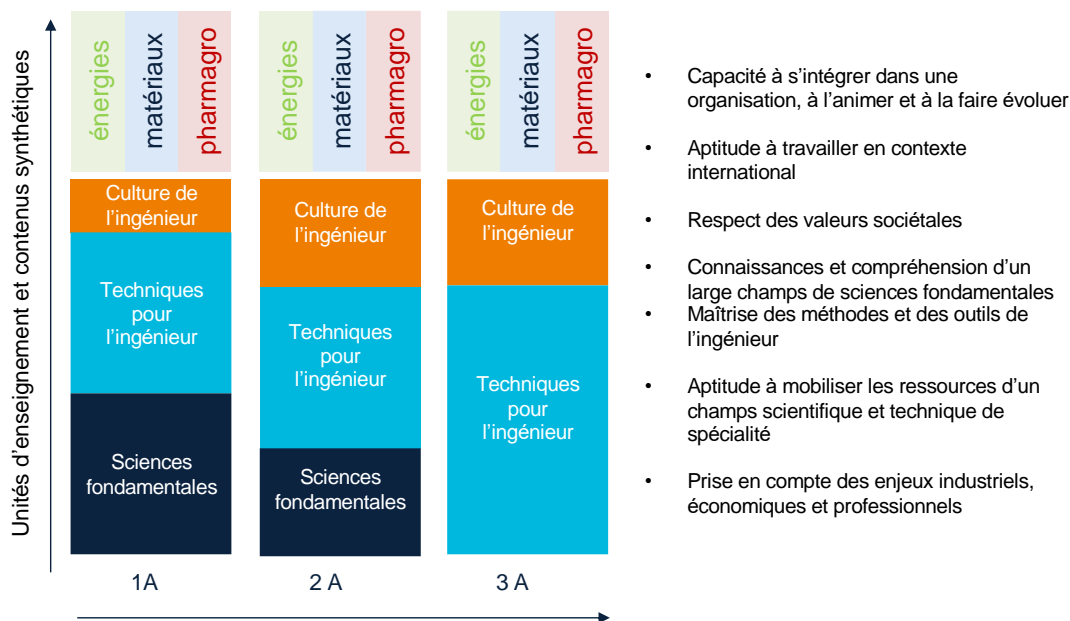 Unités d'enseignement et contenus synthétiques
énergies
matériaux
pharmagro
Culture de
l'ingénieur
Techniques
pour
l'ingénieur
Sciences
fondamentales
1A
énergies
matériaux
pharmagro
Culture de
l'ingénieur
Techniques
pour
l'ingénieur
Sciences
fondamentales
2 A
énergies
matériaux
pharmagro
Culture de
l'ingénieur
Techniques
pour
l'ingénieur
3 A
• Capacité à s'intégrer dans une
organisation, à l'animer et à la faire évoluer
• Aptitude à travailler en contexte
international
• Respect des valeurs sociétales
• Connaissances et compréhension d'un
large champs de sciences fondamentales
• Maîtrise des méthodes et des outils de
l'ingénieur
• Aptitude à mobiliser les ressources d'un
champs scientifique et technique de
spécialité
• Prise en compte des enjeux industriels,
économiques et professionnels